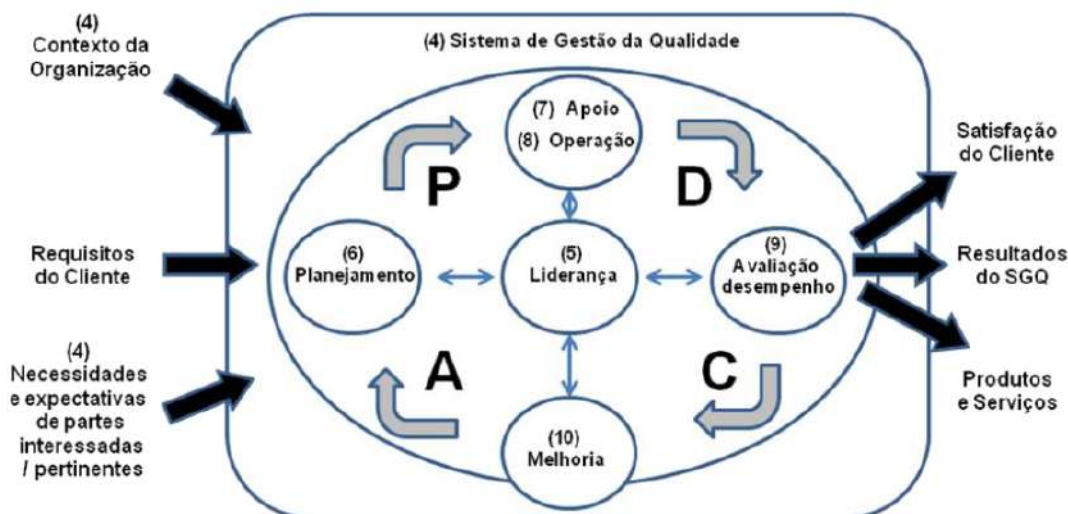 (4)
Contexto da
Organização
Requisitos
do Cliente
(4)
Necessidades
e expectativas
de partes
interessadas
/ pertinentes
(4) Sistema de Gestão da Qualidade
(7) Apoio
(8) Operação
P
D
(6)
Planejamento
(5)
Liderança
(9)
Avaliação
desempenho
A
C
(10)
Melhoria
Satisfação
do Cliente
Resultados
do SGQ
Produtos
e Serviços